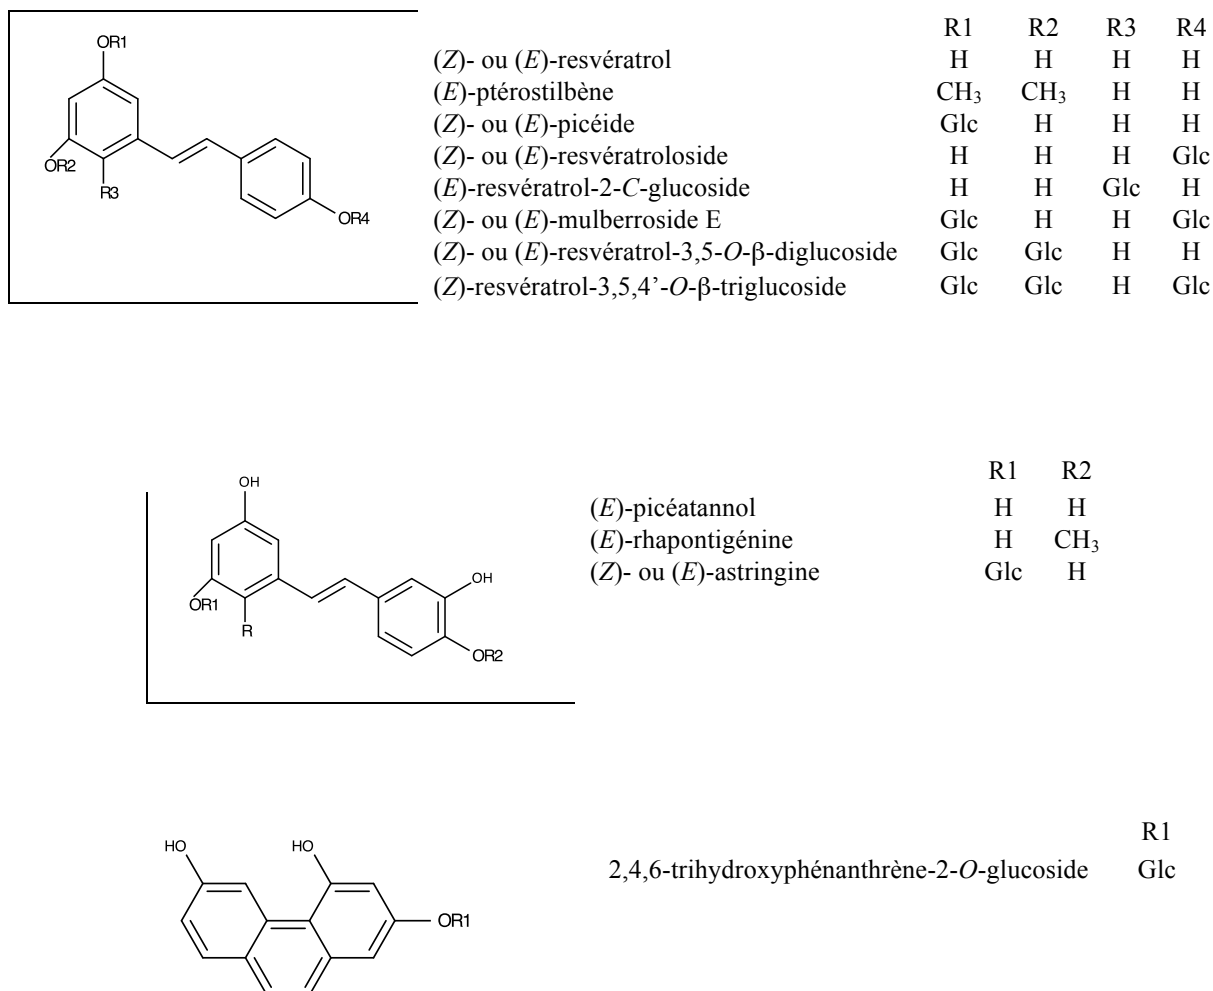 R1 R2 R3 R4
OR1
OR2
R3
OR4
(Z)- ou (E)-resvératrol H H H H
(E)-ptérostilbène CH₃ CH₃ H H
(Z)- ou (E)-picéide Glc H H H
(Z)- ou (E)-resvératroloside H H H Glc
(E)-resvératrol-2-C-glucoside H H Glc H
(Z)- ou (E)-mulberroside E Glc H H Glc
(Z)- ou (E)-resvératrol-3,5-O-β-diglucoside Glc Glc H H
(Z)-resvératrol-3,5,4’-O-β-triglucoside Glc Glc H Glc
R1 R2
OH
OH
OR1
R
OR2
(E)-picéatannol H H
(E)-rhapontigénine H CH₃
(Z)- ou (E)-astringine Glc H
R1
HO
HO
OR1
2,4,6-trihydroxyphénanthrène-2-O-glucoside Glc